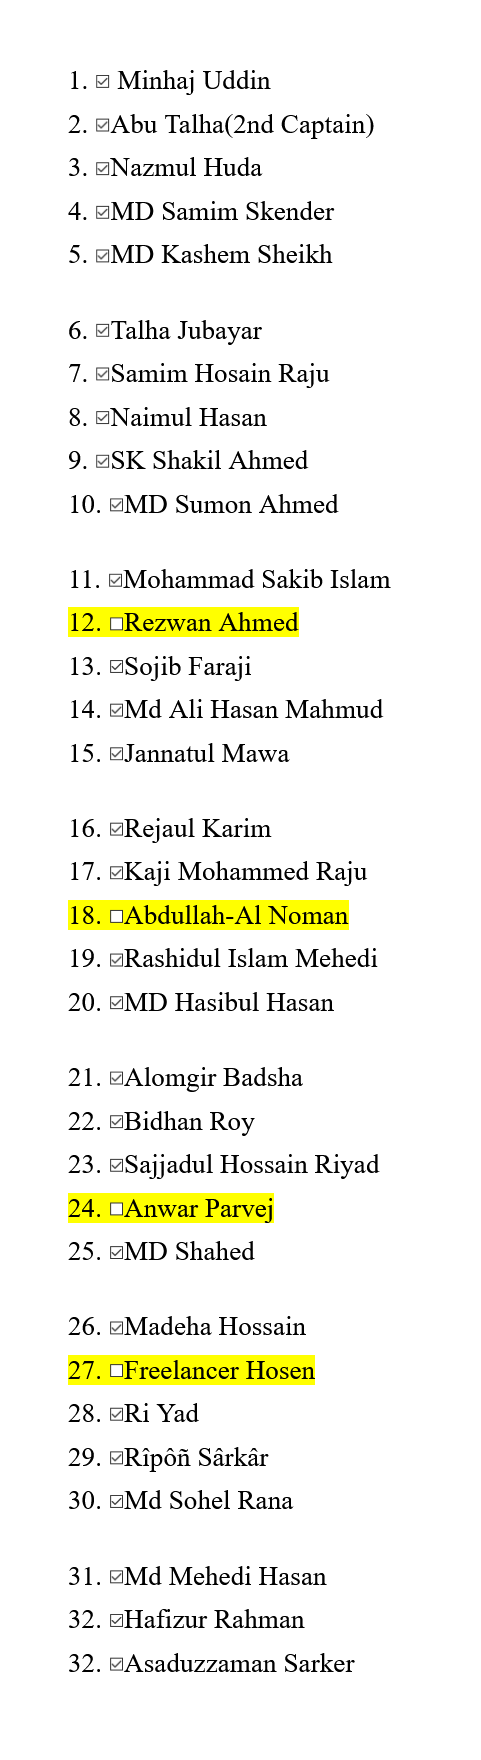 1. ☑ Minhaj Uddin
2. ☑Abu Talha(2nd Captain)
3. ☑Nazmul Huda
4. ☑MD Samim Skender
5. ☑MD Kashem Sheikh
6. ☑Talha Jubayar
7. ☑Samim Hosain Raju
8. ☑Naimul Hasan
9. ☑SK Shakil Ahmed
10. ☑MD Sumon Ahmed
11. ☑Mohammad Sakib Islam
12. ☐Rezwan Ahmed
13. ☑Sojib Faraji
14. ☑Md Ali Hasan Mahmud
15. ☑Jannatul Mawa
16. ☑Rejaul Karim
17. ☑Kaji Mohammed Raju
18. ☐Abdullah-Al Noman
19. ☑Rashidul Islam Mehedi
20. ☑MD Hasibul Hasan
21. ☑Alomgir Badsha
22. ☑Bidhan Roy
23. ☑Sajjadul Hossain Riyad
24. ☐Anwar Parvej
25. ☑MD Shahed
26. ☑Madeha Hossain
27. ☐Freelancer Hosen
28. ☑Ri Yad
29. ☑Rîpôñ Sârkâr
30. ☑Md Sohel Rana
31. ☑Md Mehedi Hasan
32. ☑Hafizur Rahman
32. ☑Asaduzzaman Sarker